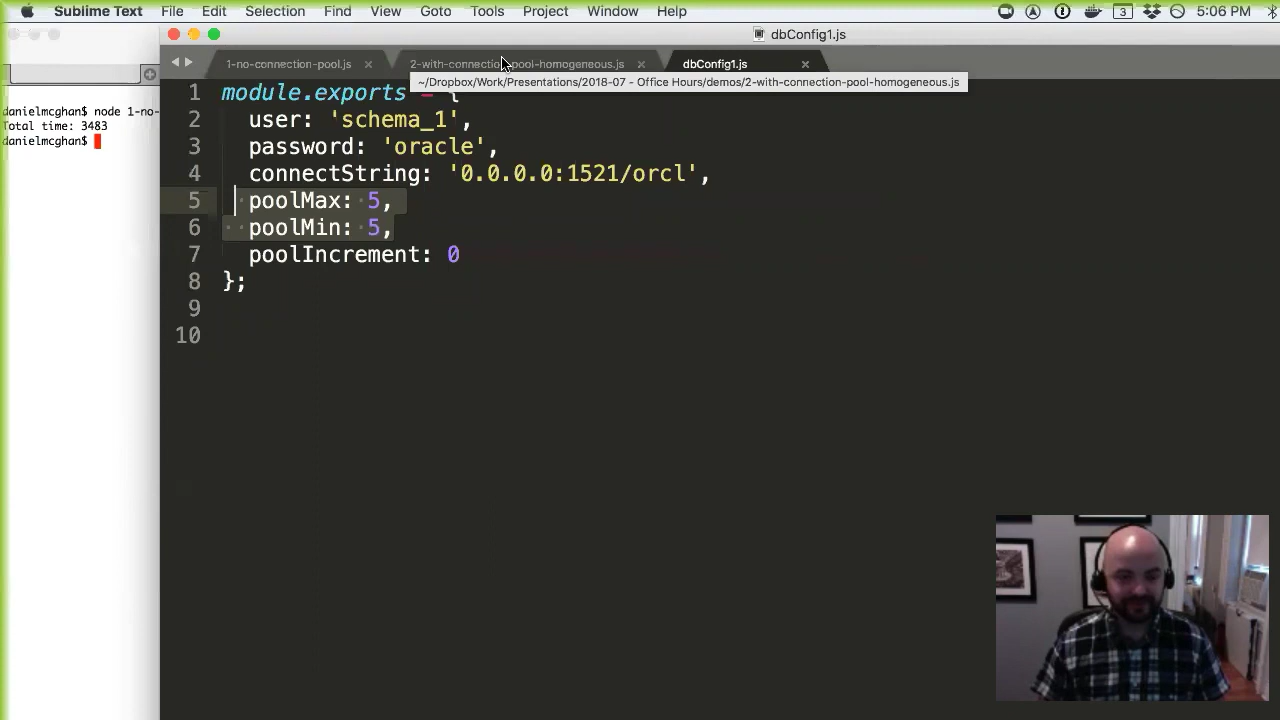 Sublime Text File Edit Selection Find View Goto Tools Project Window Help 3 5:06 PM
dbConfig1.js
1-no-connection-pool.js × 2-with-connection-pool-homogeneous.js × dbConfig1.js ×
~/Dropbox/Work/Presentations/2018-07 - Office Hours/demos/2-with-connection-pool-homogeneous.js
danielmcghan$ node 1-no-
Total time: 3483
danielmcghan$
1 module.exports = {
2 user: 'schema_1',
3 password: 'oracle',
4 connectString: '0.0.0.0:1521/orcl',
5 poolMax: 5,
6 poolMin: 5,
7 poolIncrement: 0
8 };
9
10